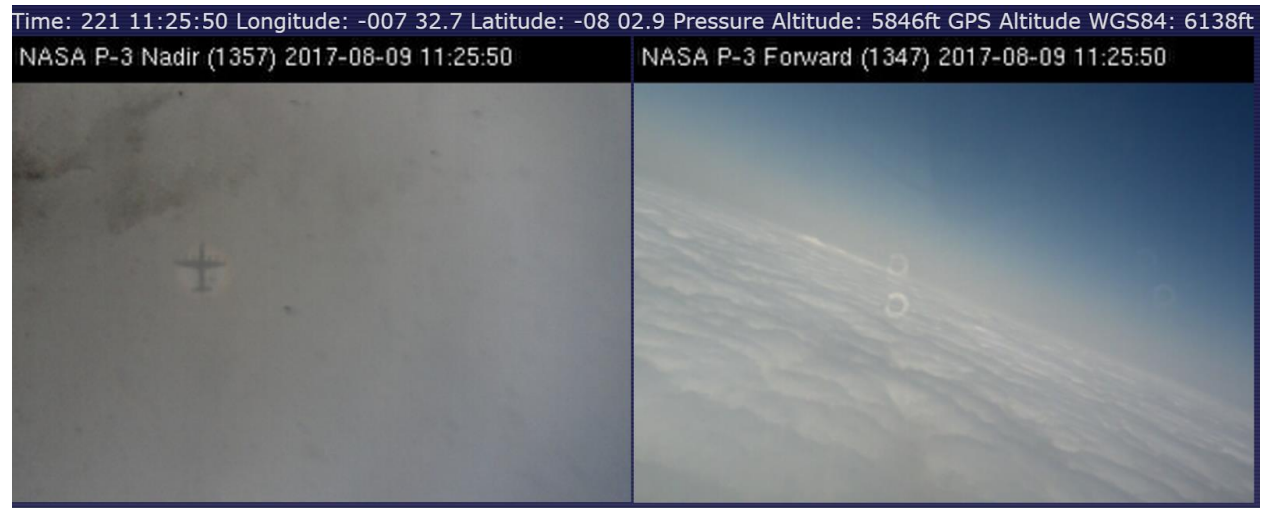 Time: 221 11:25:50 Longitude: -007 32.7 Latitude: -08 02.9 Pressure Altitude: 5846ft GPS Altitude WGS84: 6138ft
NASA P-3 Nadir (1357) 2017-08-09 11:25:50
NASA P-3 Forward (1347) 2017-08-09 11:25:50